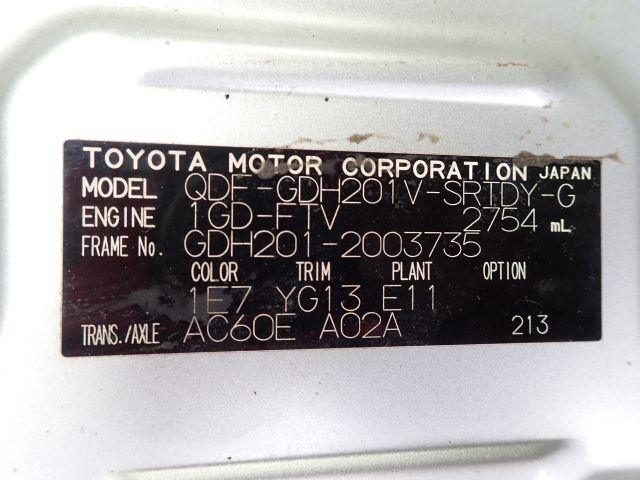 TOYOTA MOTOR CORPORATION JAPAN
MODEL QDF-GDH201V-SRTDY-G
ENGINE 1GD-FTV 2754 mL
FRAME No. GDH201-2003735
COLOR TRIM PLANT OPTION
1E7 YG13 E11
TRANS./AXLE AC60E A02A 213